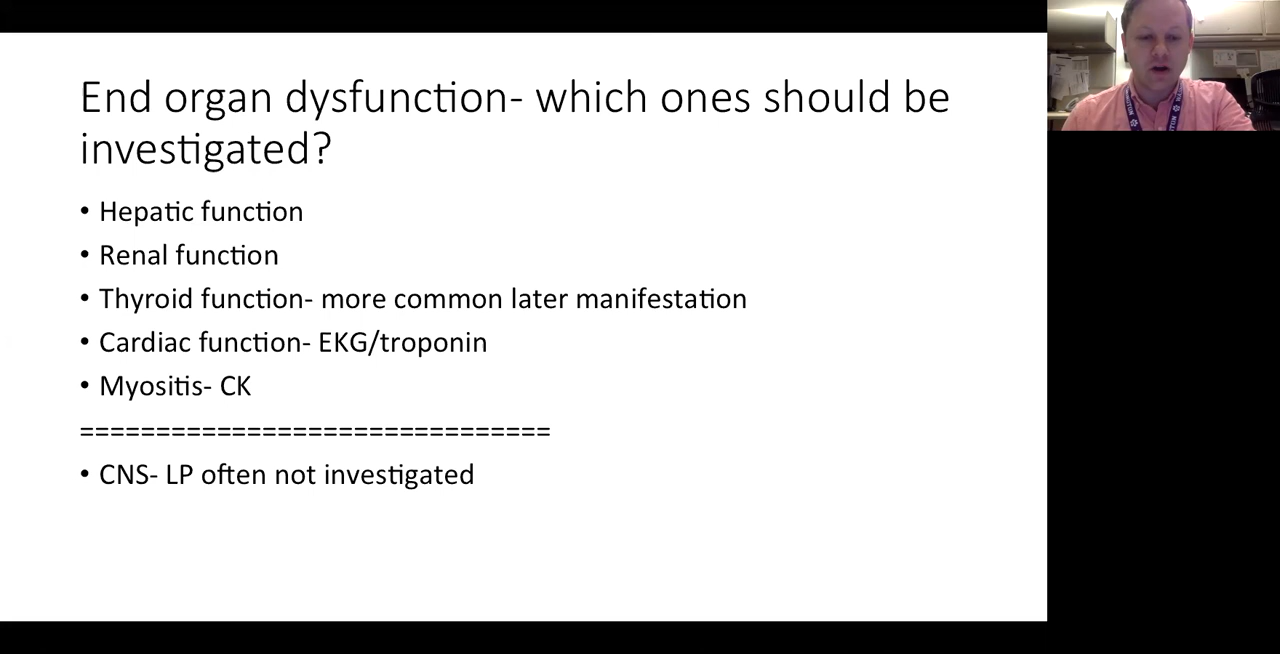 End organ dysfunction- which ones should be
investigated?
• Hepatic function
• Renal function
• Thyroid function- more common later manifestation
• Cardiac function- EKG/troponin
• Myositis- CK
===============================
• CNS- LP often not investigated